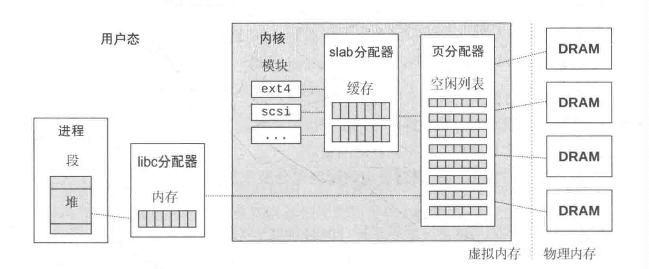 用户态
内核
模块
ext4
scsi
...
slab分配器
缓存
页分配器
空闲列表
DRAM
DRAM
DRAM
DRAM
进程
段
堆
libc分配器
内存
虚拟内存
物理内存